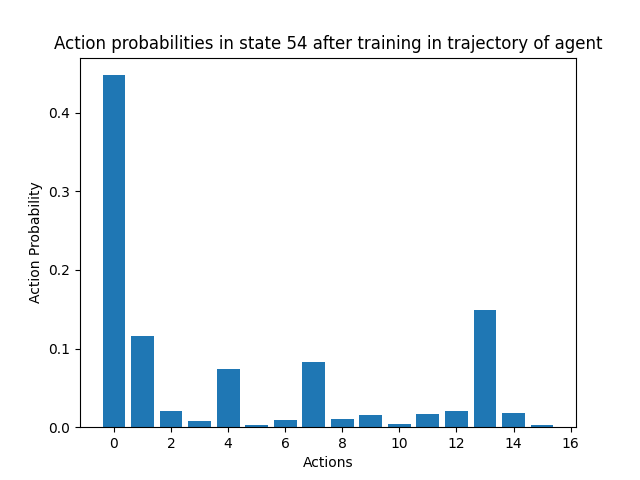 Action probabilities in state 54 after training in trajectory of agent
0.4
0.3
0.2
0.1
0.0
Action Probability
0 2 4 6 8 10 12 14 16
Actions